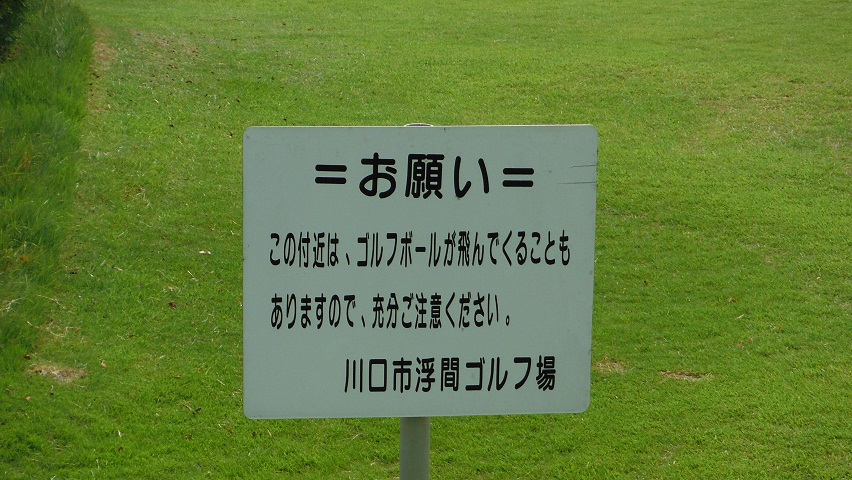 ＝お願い＝
この付近は、ゴルフボールが飛んでくることも
ありますので、充分ご注意ください。
川口市浮間ゴルフ場